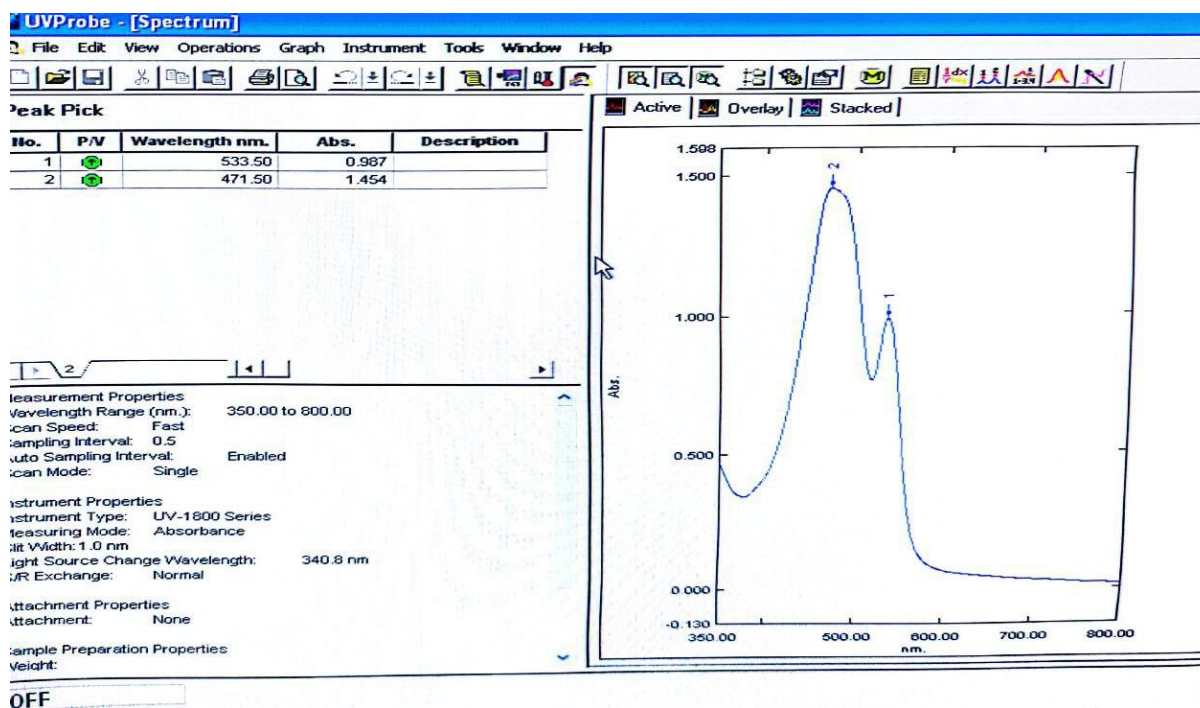 UVProbe - [Spectrum]
File Edit View Operations Graph Instrument Tools Window Help
Peak Pick
No. P/V Wavelength nm. Abs. Description
1 533.50 0.987
2 471.50 1.454
2
Measurement Properties
Wavelength Range (nm.): 350.00 to 800.00
Scan Speed: Fast
Sampling Interval: 0.5
Auto Sampling Interval: Enabled
Scan Mode: Single
Instrument Properties
Instrument Type: UV-1800 Series
Measuring Mode: Absorbance
Slit Width: 1.0 nm
Light Source Change Wavelength: 340.8 nm
S/R Exchange: Normal
Attachment Properties
Attachment: None
Sample Preparation Properties
Weight:
OFF
Active Overlay Stacked
1.598
1.500
1.000
0.500
0.000
-0.130
Abs.
2
1
350.00 500.00 600.00 700.00 800.00
nm.